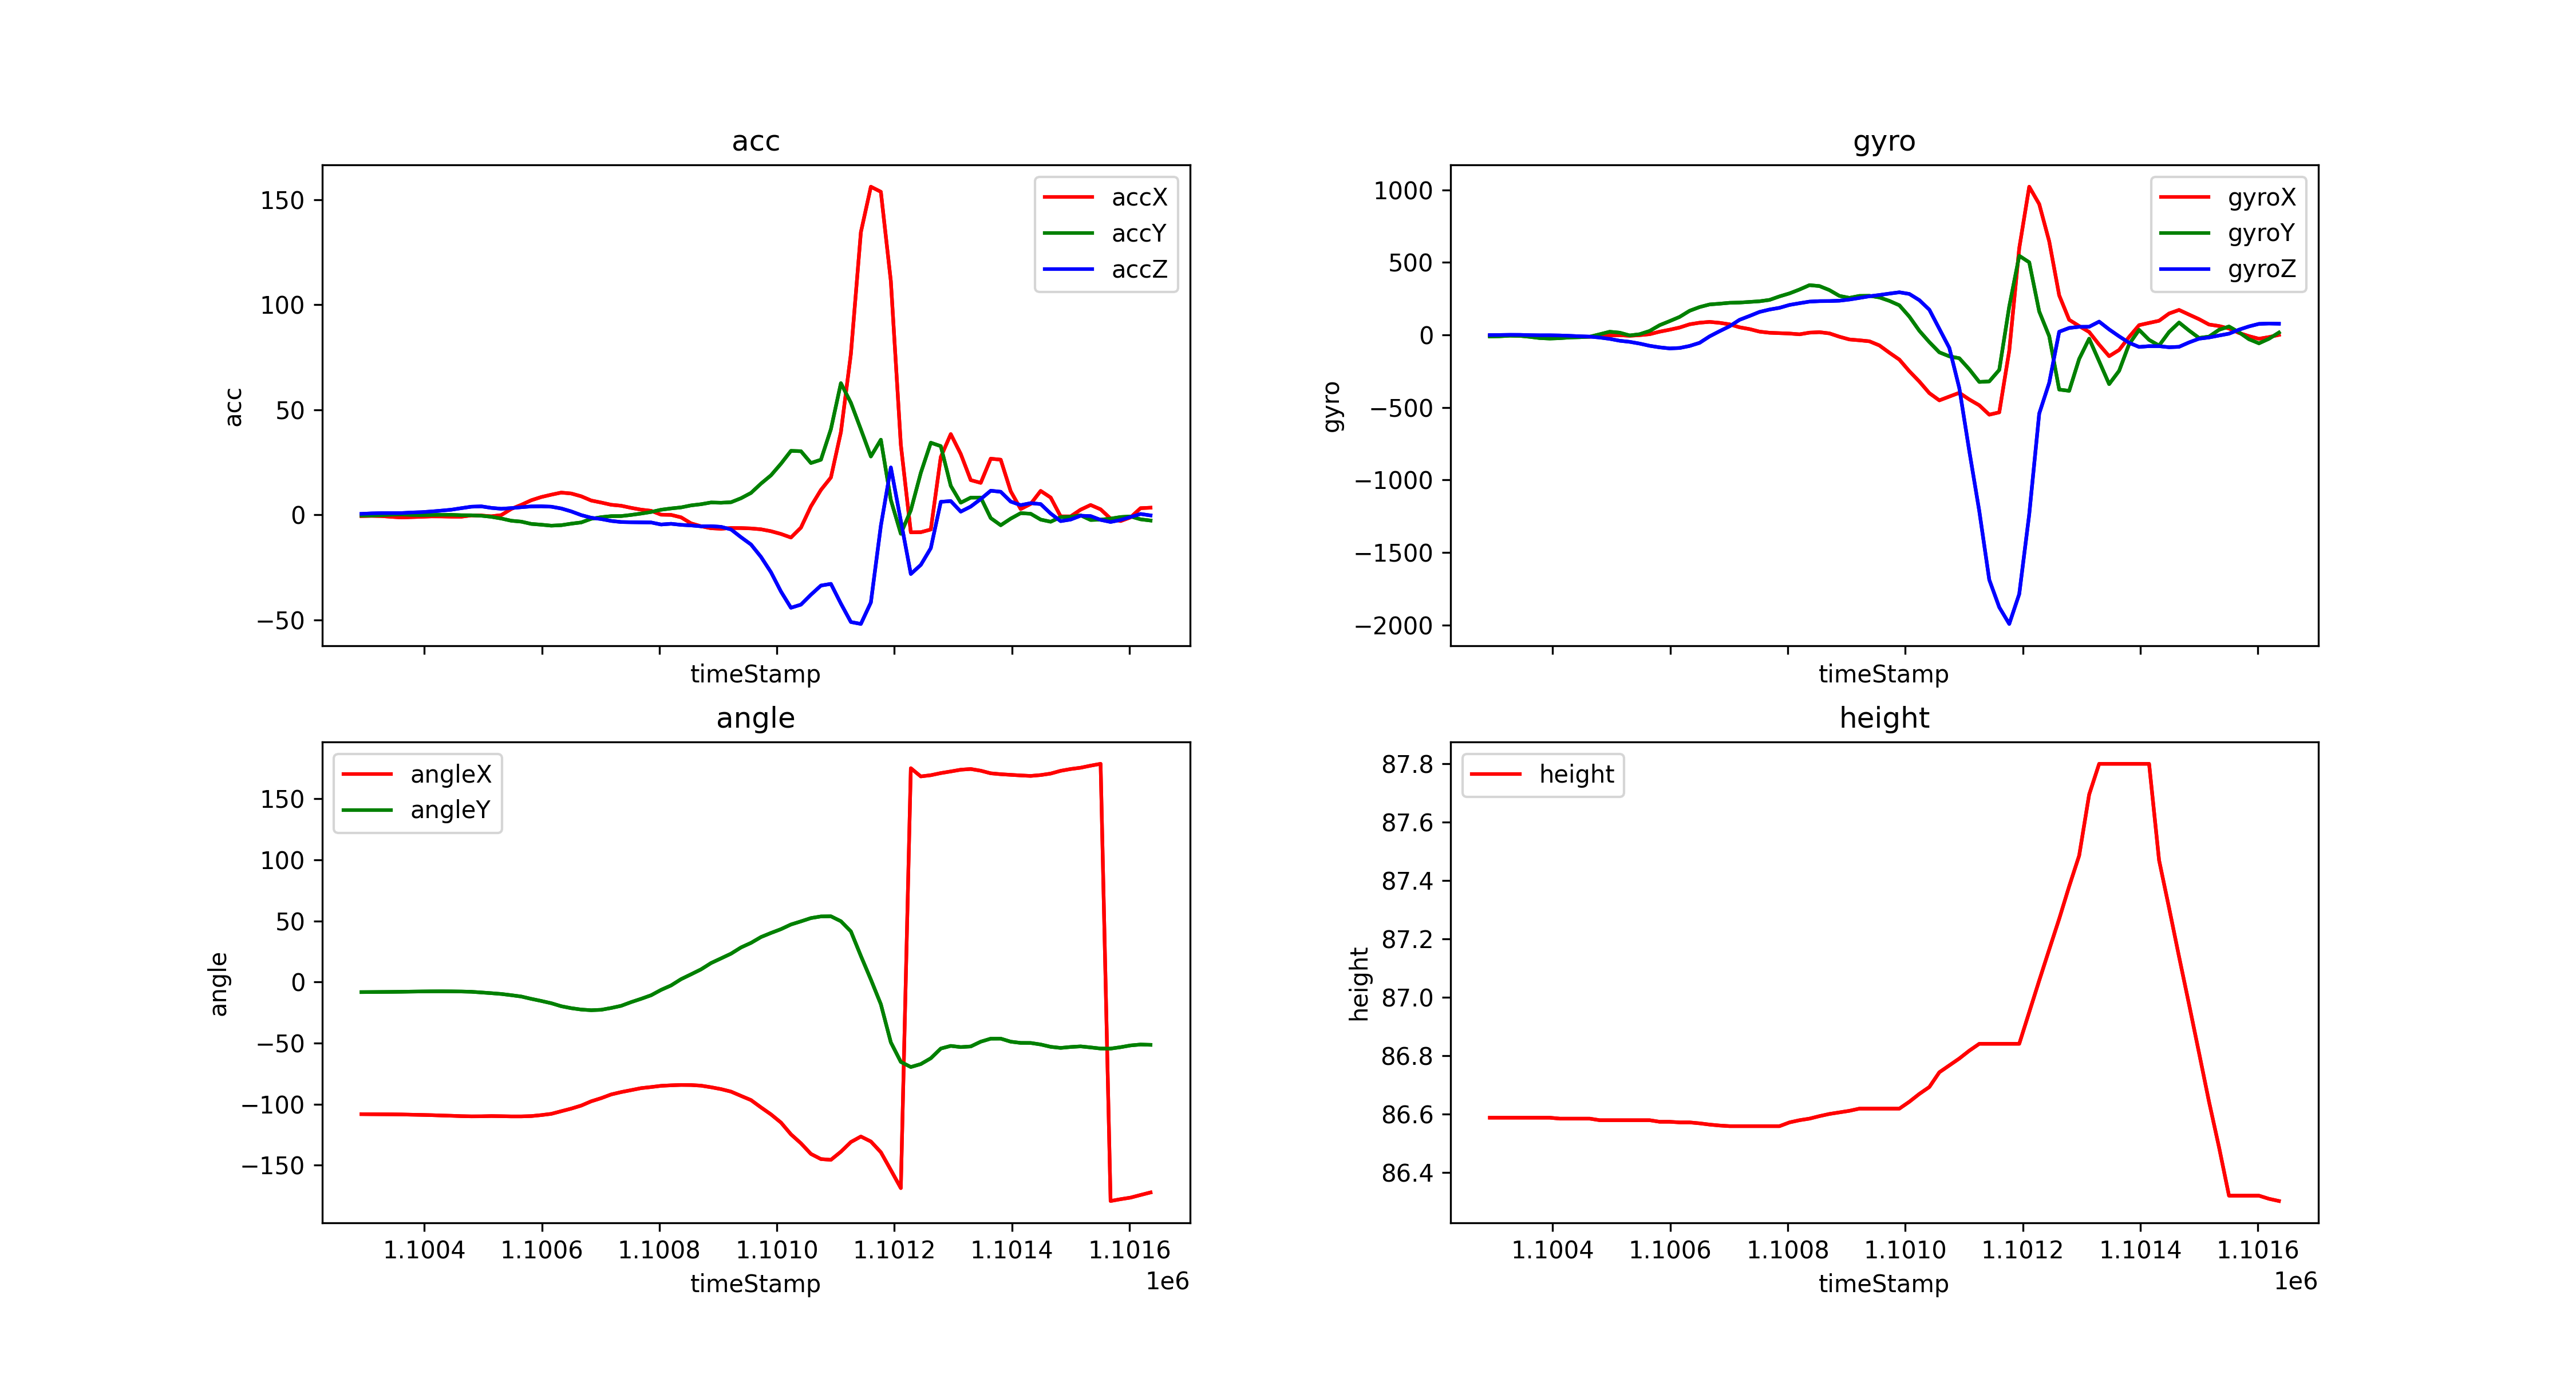 acc
150
100
50
0
−50
acc
accX
accY
accZ
timeStamp
gyro
1000
500
0
−500
−1000
−1500
−2000
gyro
gyroX
gyroY
gyroZ
timeStamp
angle
150
100
50
0
−50
−100
−150
angle
angleX
angleY
1.1004 1.1006 1.1008 1.1010 1.1012 1.1014 1.1016
1e6
timeStamp
height
87.8
87.6
87.4
87.2
87.0
86.8
86.6
86.4
height
height
1.1004 1.1006 1.1008 1.1010 1.1012 1.1014 1.1016
1e6
timeStamp